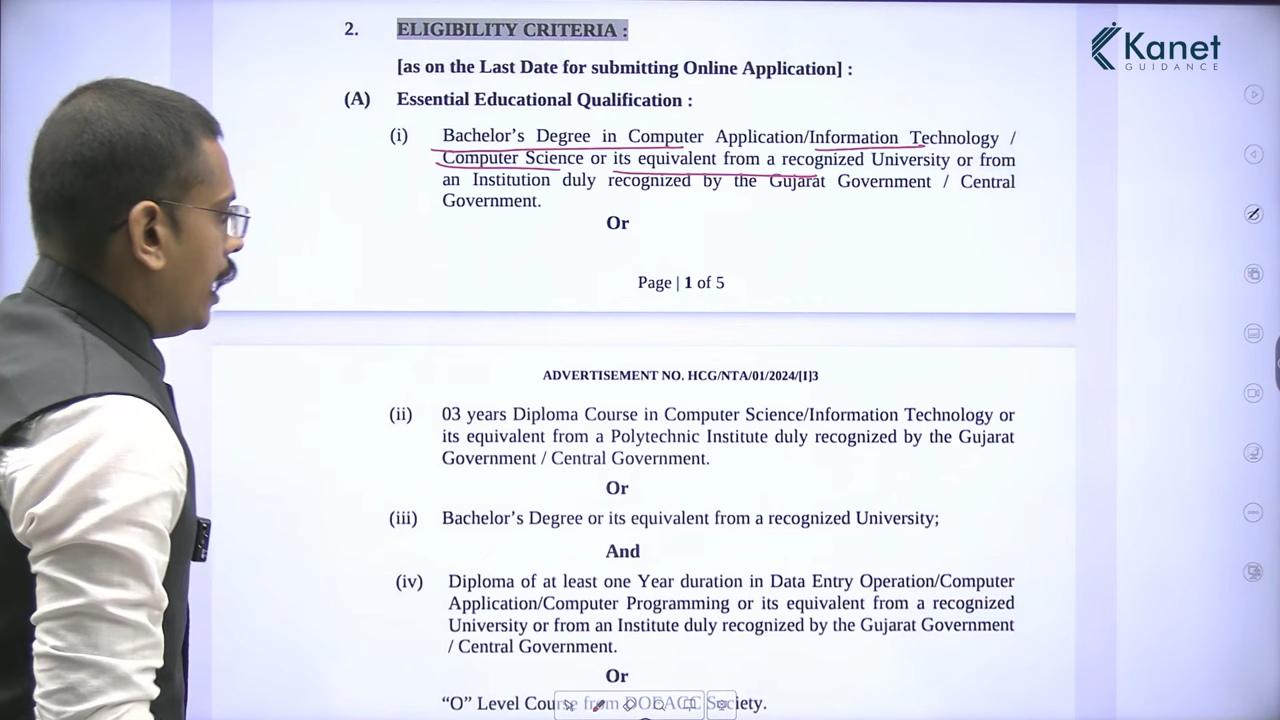 Kanet
GUIDANCE
2. ELIGIBILITY CRITERIA :
[as on the Last Date for submitting Online Application] :
(A) Essential Educational Qualification :
(i) Bachelor's Degree in Computer Application/Information Technology /
Computer Science or its equivalent from a recognized University or from
an Institution duly recognized by the Gujarat Government / Central
Government.
Or
Page | 1 of 5
ADVERTISEMENT NO. HCG/NTA/01/2024/[I]3
(ii) 03 years Diploma Course in Computer Science/Information Technology or
its equivalent from a Polytechnic Institute duly recognized by the Gujarat
Government / Central Government.
Or
(iii) Bachelor's Degree or its equivalent from a recognized University;
And
(iv) Diploma of at least one Year duration in Data Entry Operation/Computer
Application/Computer Programming or its equivalent from a recognized
University or from an Institute duly recognized by the Gujarat Government
/ Central Government.
Or
"O" Level Course from DOEACC Society.